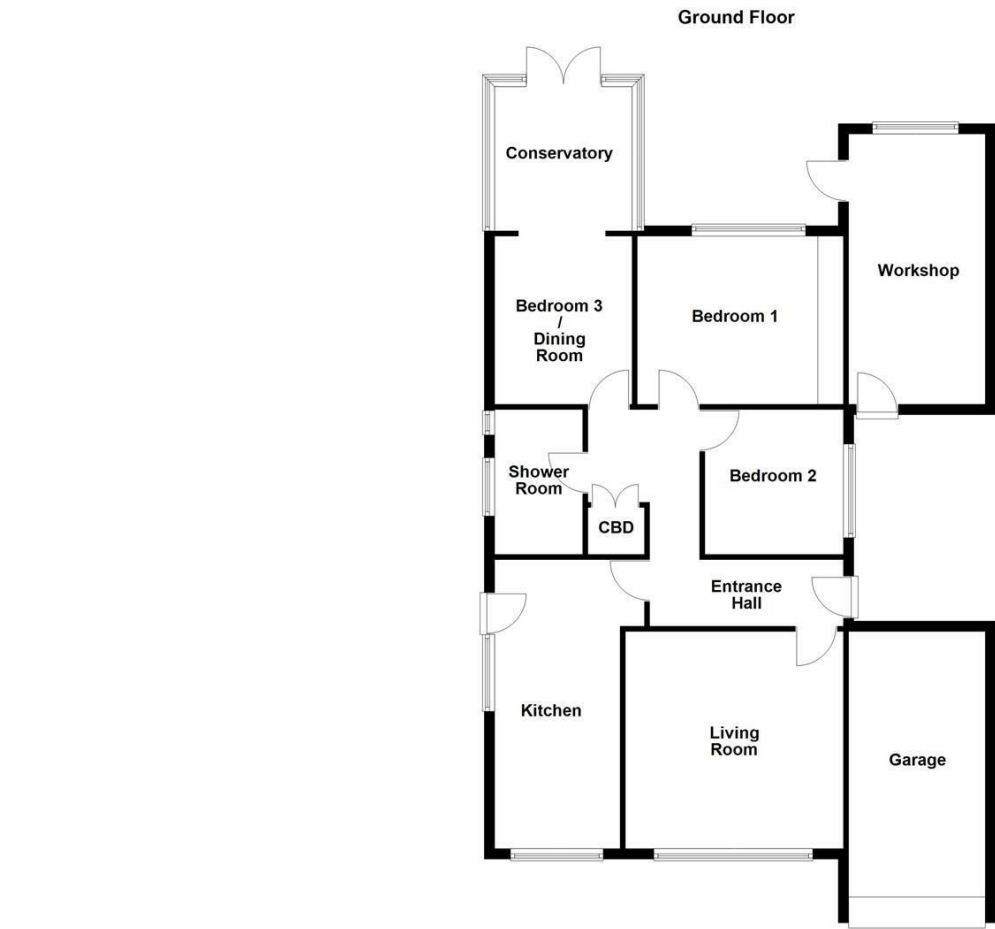 Ground Floor
Conservatory
Workshop
Bedroom 3
/
Dining
Room
Bedroom 1
Shower
Room
Bedroom 2
CBD
Entrance
Hall
Kitchen
Living
Room
Garage